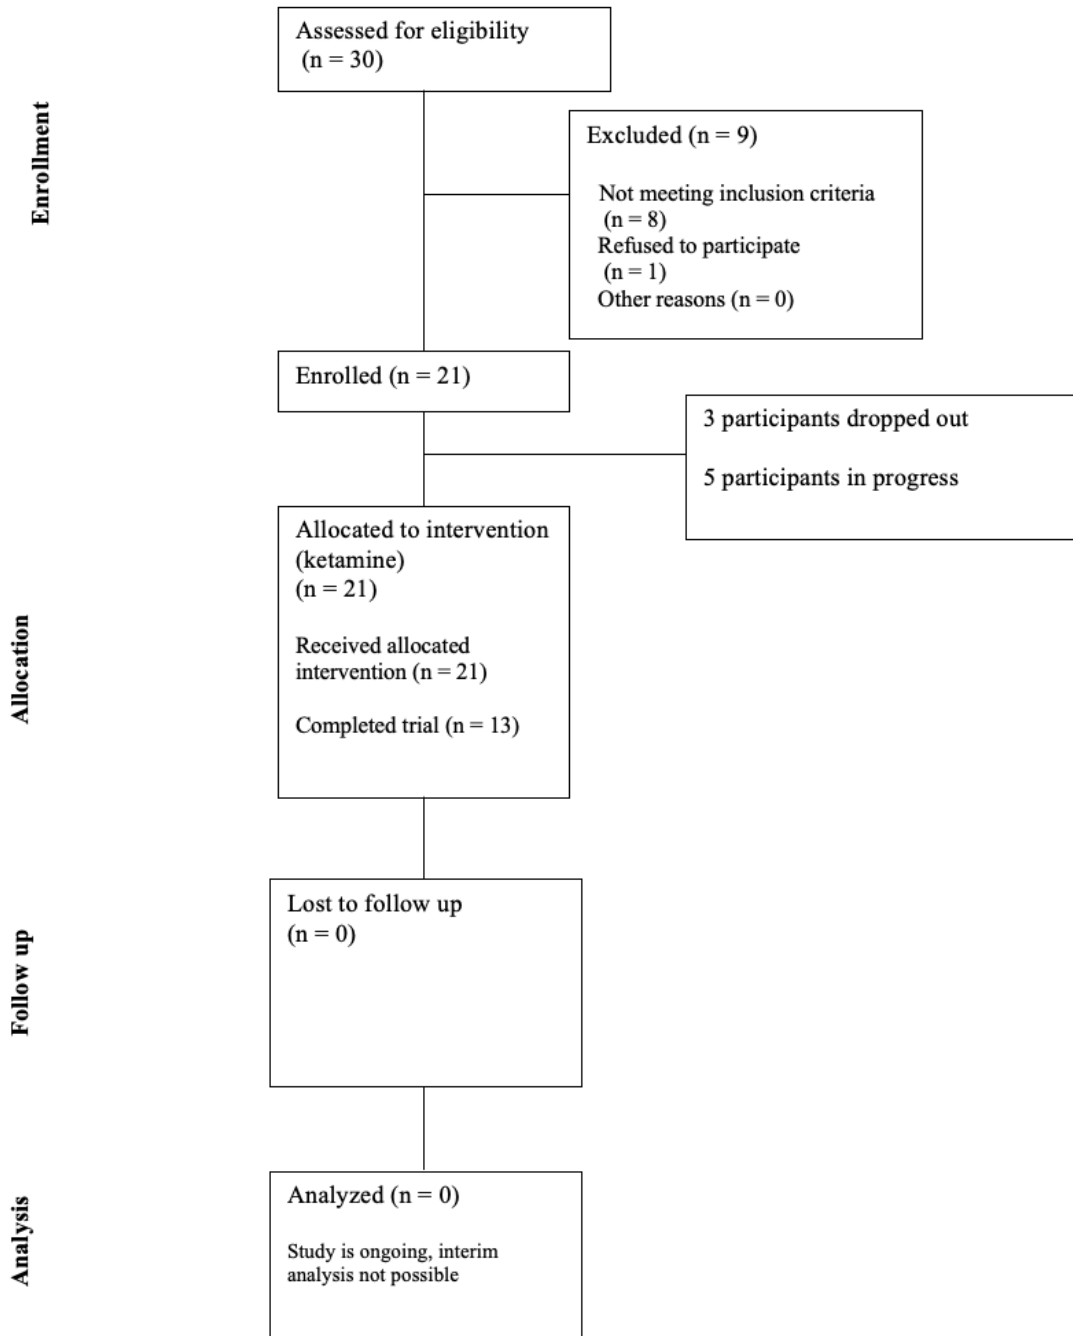 Assessed for eligibility
(n = 30)
Enrollment
Excluded (n = 9)
Not meeting inclusion criteria
(n = 8)
Refused to participate
(n = 1)
Other reasons (n = 0)
Enrolled (n = 21)
3 participants dropped out
5 participants in progress
Allocated to intervention
(ketamine)
(n = 21)
Received allocated
intervention (n = 21)
Completed trial (n = 13)
Allocation
Lost to follow up
(n = 0)
Follow up
Analyzed (n = 0)
Study is ongoing, interim
analysis not possible
Analysis